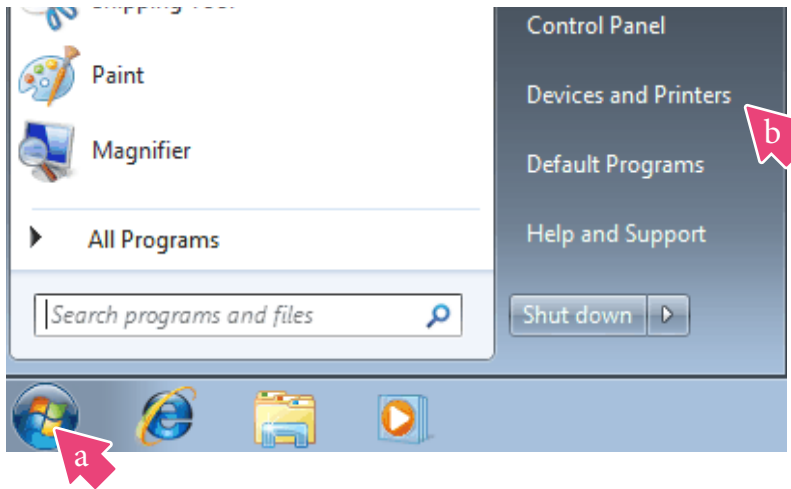 Paint
Magnifier
All Programs
Search programs and files
Control Panel
Devices and Printers
b
Default Programs
Help and Support
Shut down
a